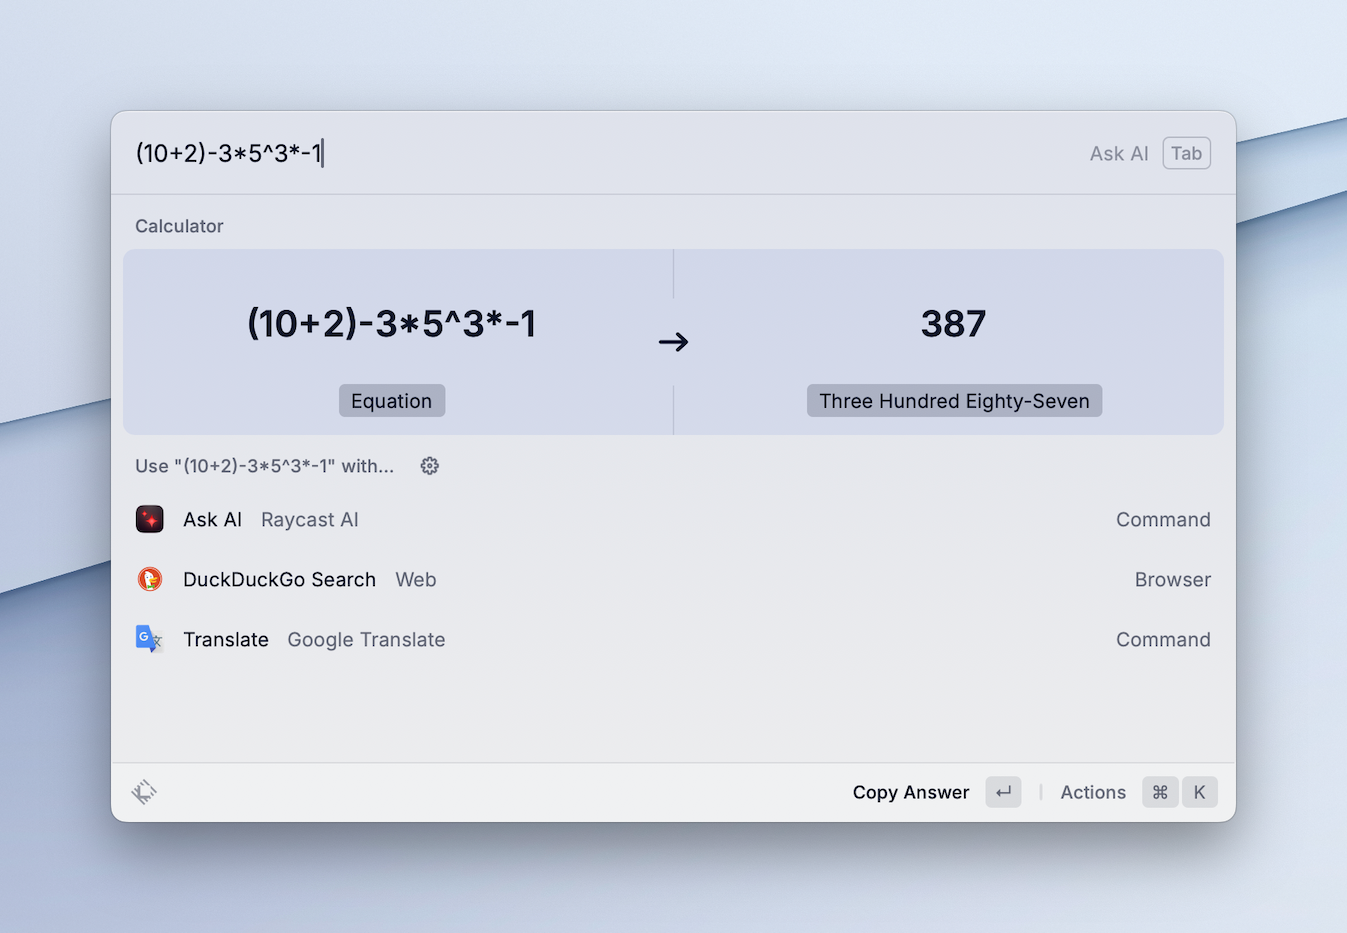 (10+2)-3*5^3*-1
Ask AI Tab
Calculator
(10+2)-3*5^3*-1
→
387
Equation
Three Hundred Eighty-Seven
Use "(10+2)-3*5^3*-1" with...
Ask AI Raycast AI Command
DuckDuckGo Search Web Browser
Translate Google Translate Command
Copy Answer ↵ | Actions ⌘ K